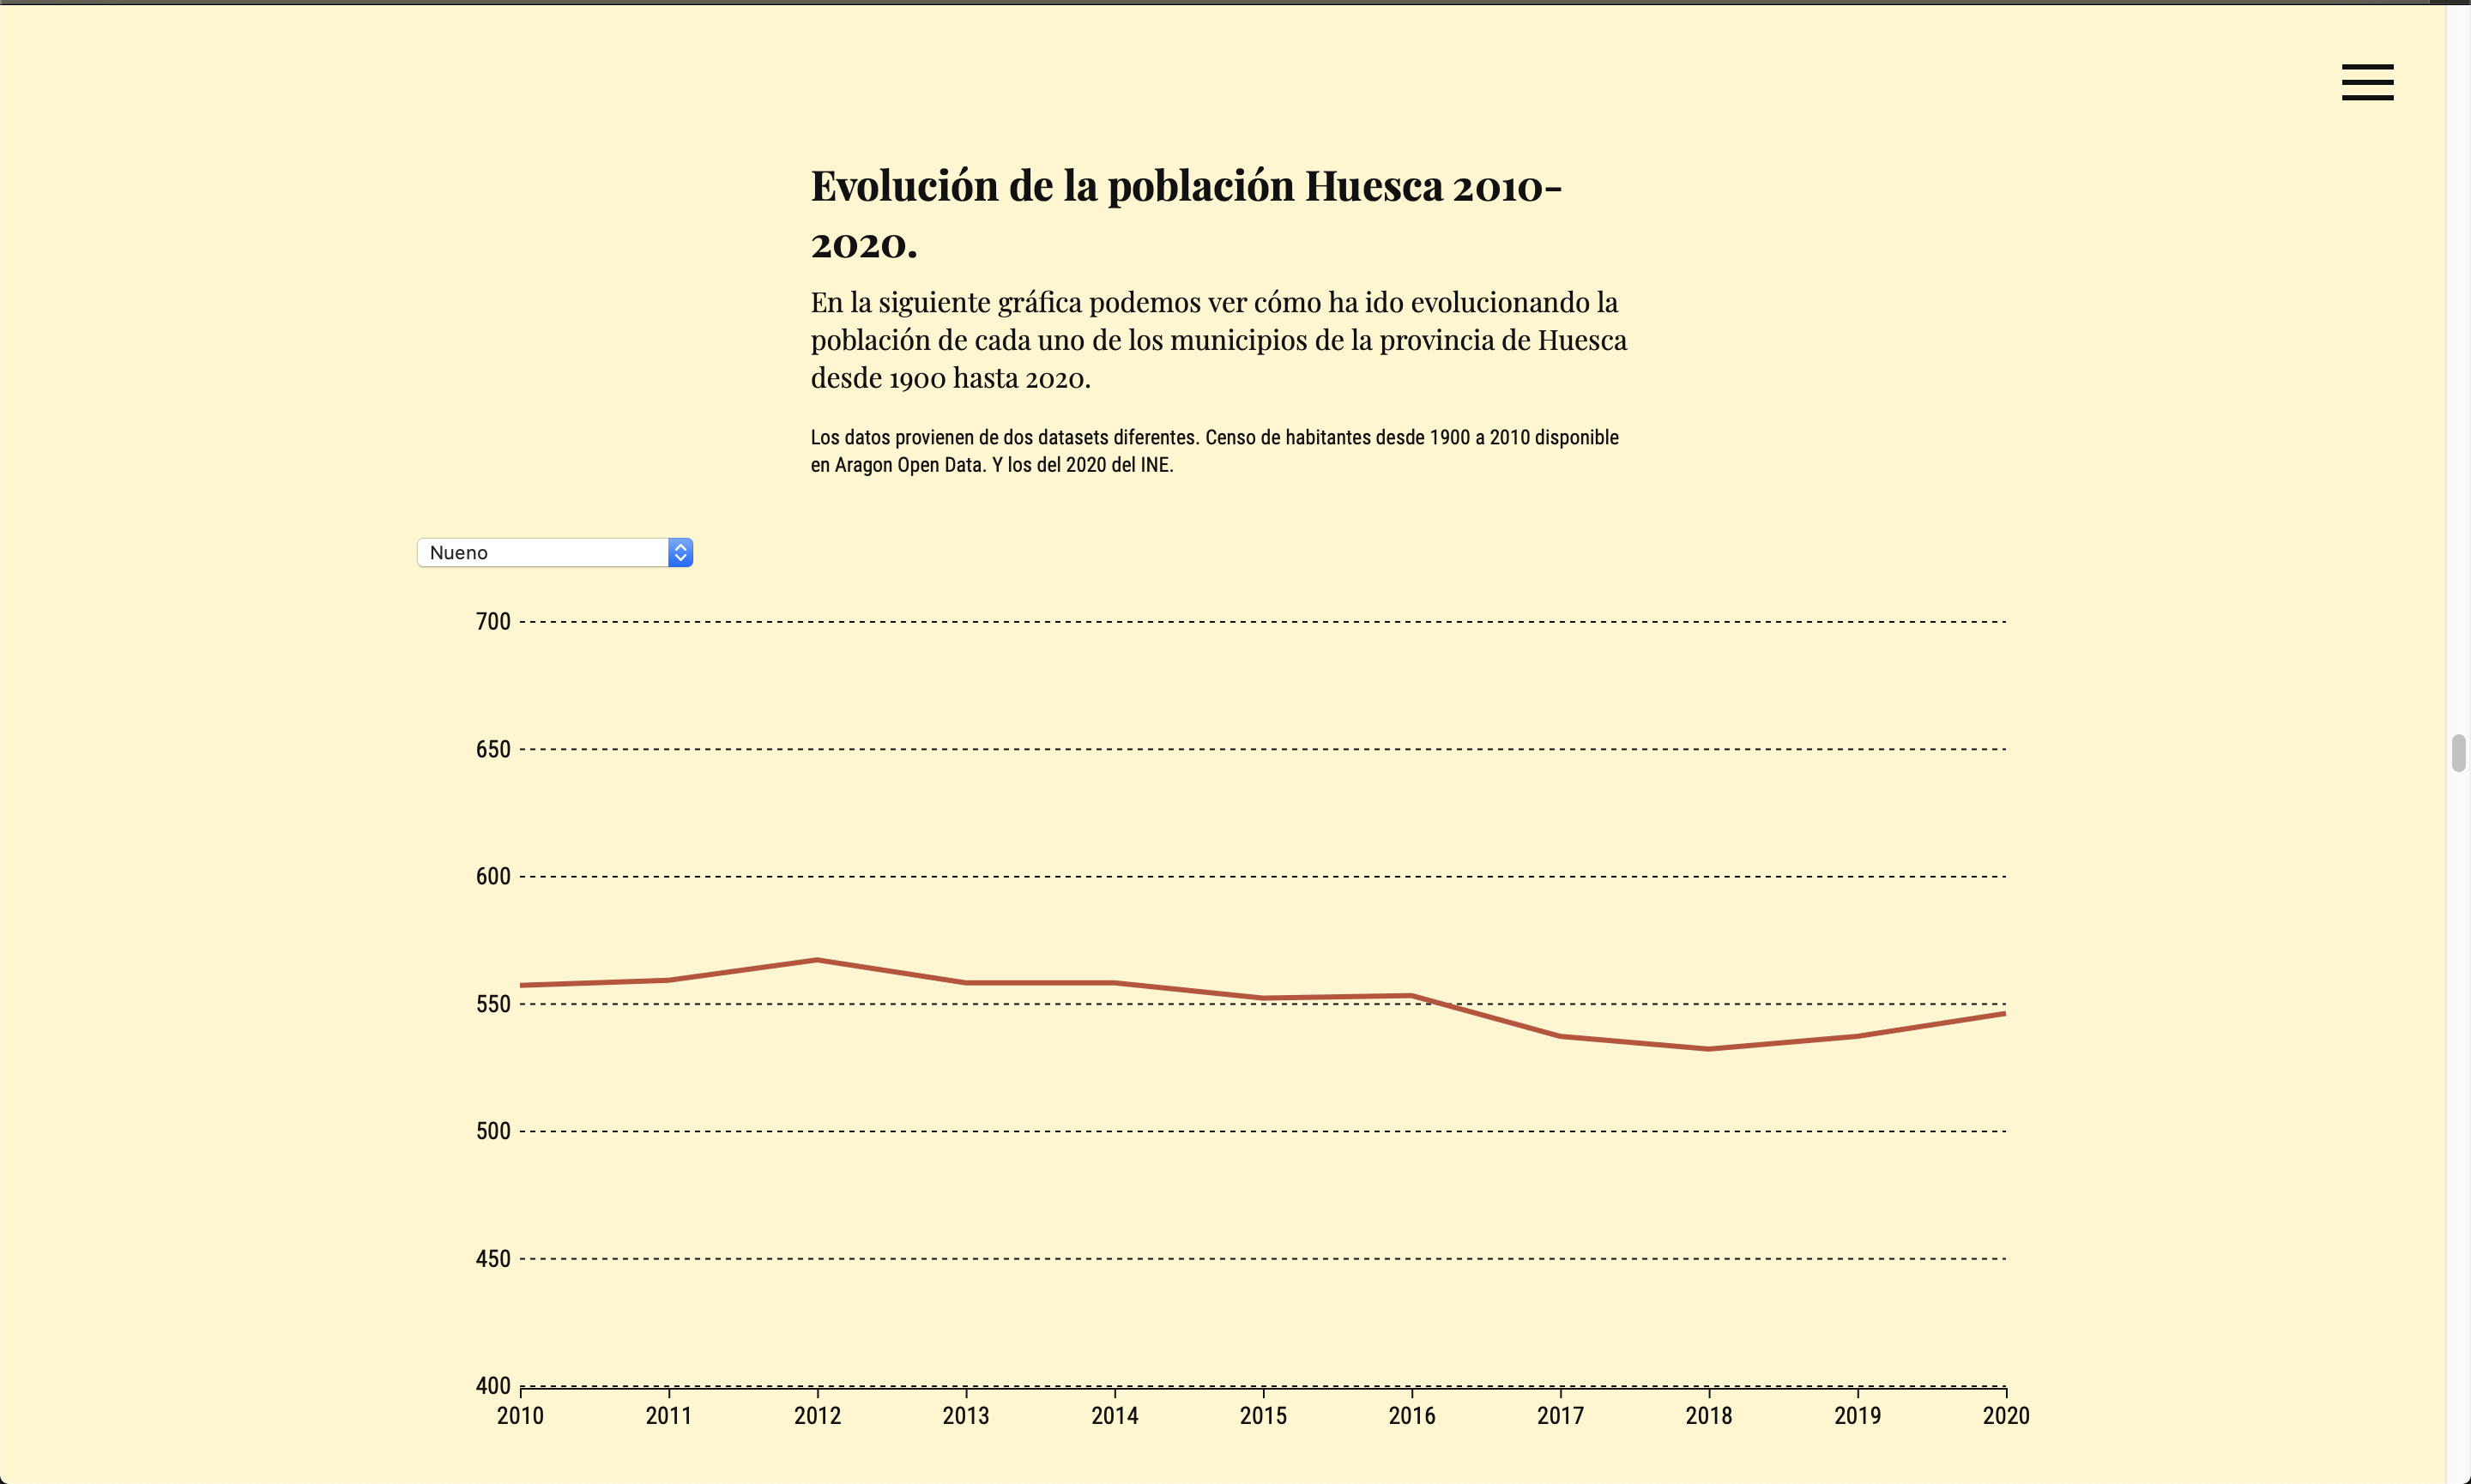 Evolución de la población Huesca 2010-
2020.
En la siguiente gráfica podemos ver cómo ha ido evolucionando la
población de cada uno de los municipios de la provincia de Huesca
desde 1900 hasta 2020.
Los datos provienen de dos datasets diferentes. Censo de habitantes desde 1900 a 2010 disponible
en Aragon Open Data. Y los del 2020 del INE.
Nueno
700
650
600
550
500
450
400
2010 2011 2012 2013 2014 2015 2016 2017 2018 2019 2020